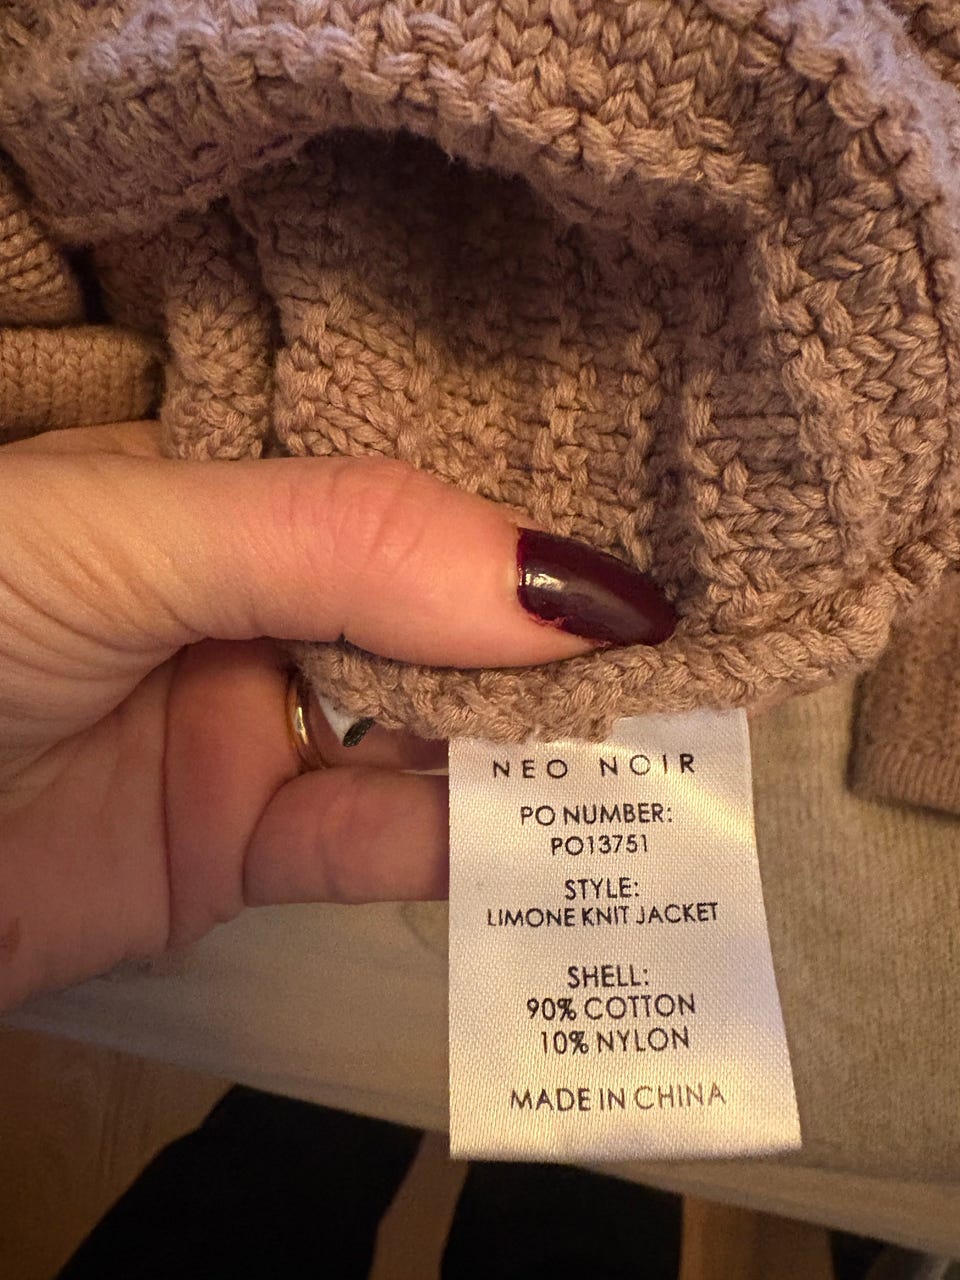 NEO NOIR
PO NUMBER:
PO13751
STYLE:
LIMONE KNIT JACKET
SHELL:
90% COTTON
10% NYLON
MADE IN CHINA